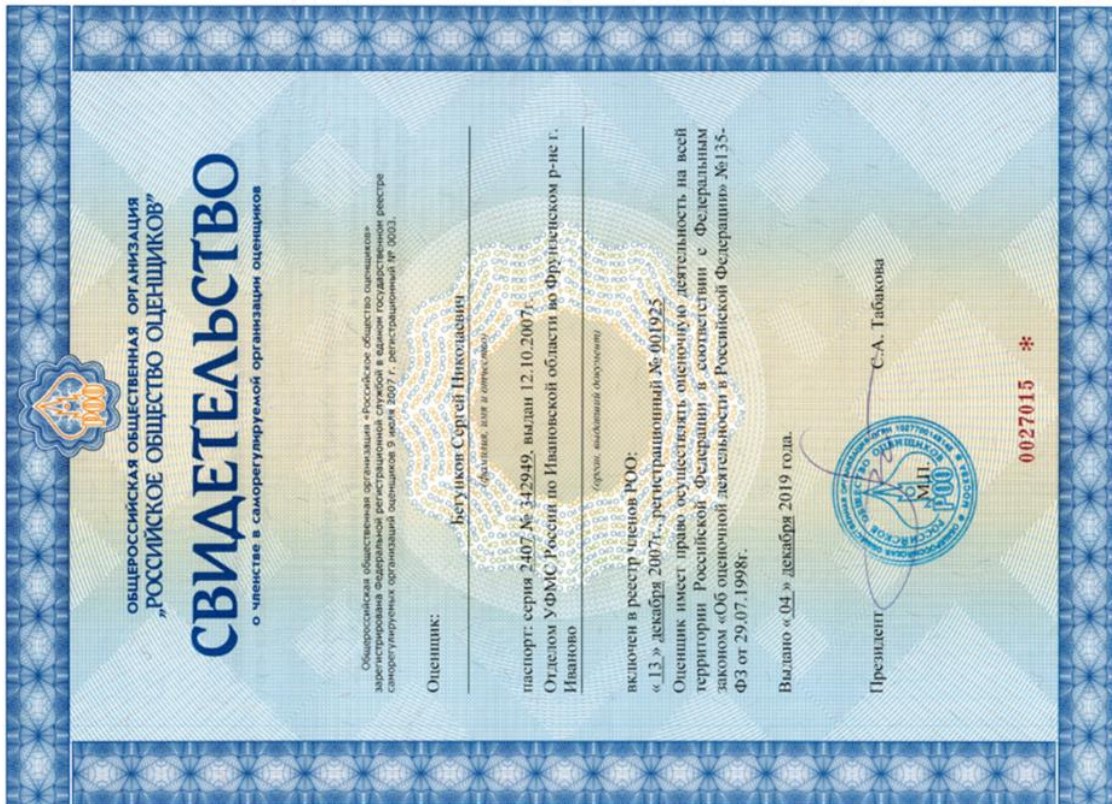 РОО
ОБЩЕРОССИЙСКАЯ ОБЩЕСТВЕННАЯ ОРГАНИЗАЦИЯ
„РОССИЙСКОЕ ОБЩЕСТВО ОЦЕНЩИКОВ”
СВИДЕТЕЛЬСТВО
о членстве в саморегулируемой организации оценщиков
Общероссийская общественная организация «Российское общество оценщиков»
зарегистрирована Федеральной регистрационной службой в едином государственном реестре
саморегулируемых организаций оценщиков 9 июля 2007 г. регистрационный № 0003.
Оценщик:
Бегунков Сергей Николаевич
(фамилия, имя и отчество)
паспорт: серия 2407 № 342949, выдан 12.10.2007г.
Отделом УФМС России по Ивановской области во Фрунзенском р-не г.
Иваново
(орган, выдавший документ)
включен в реестр членов РОО:
« 13 » декабря 2007г., регистрационный № 001925
Оценщик имеет право осуществлять оценочную деятельность на всей
территории Российской Федерации в соответствии с Федеральным
законом «Об оценочной деятельности в Российской Федерации» №135-
ФЗ от 29.07.1998г.
Выдано « 04 » декабря 2019 года.
Президент С.А. Табакова
М.П.
РОО
0027015 *